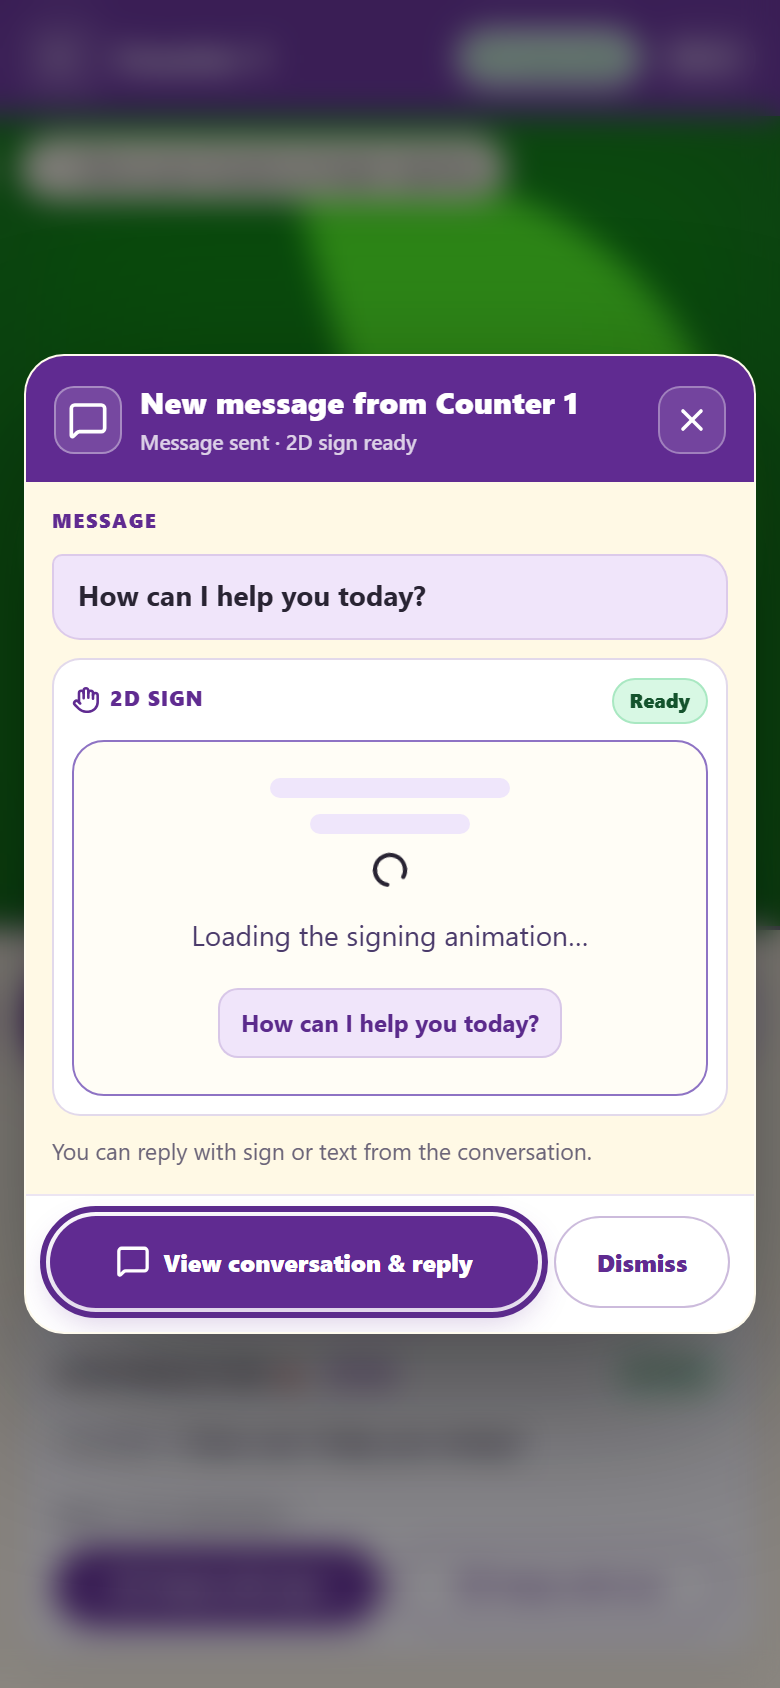 New message from Counter 1
Message sent · 2D sign ready
MESSAGE
How can I help you today?
2D SIGN
Ready
Loading the signing animation...
How can I help you today?
You can reply with sign or text from the conversation.
View conversation & reply
Dismiss